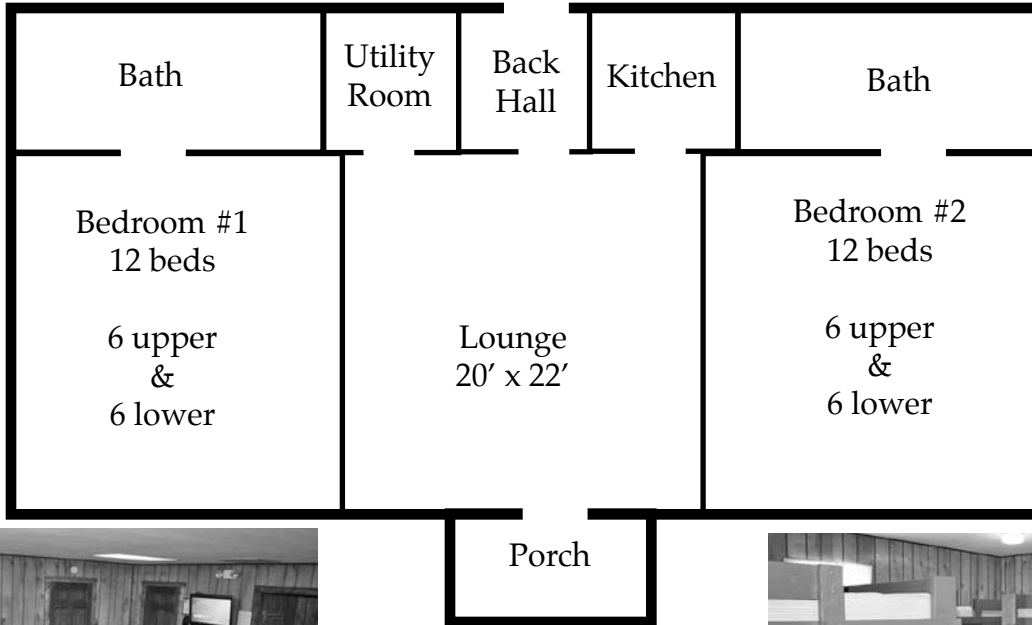 Bath
Utility
Room
Back
Hall
Kitchen
Bath
Bedroom #1
12 beds
6 upper
&
6 lower
Lounge
20′ x 22′
Bedroom #2
12 beds
6 upper
&
6 lower
Porch